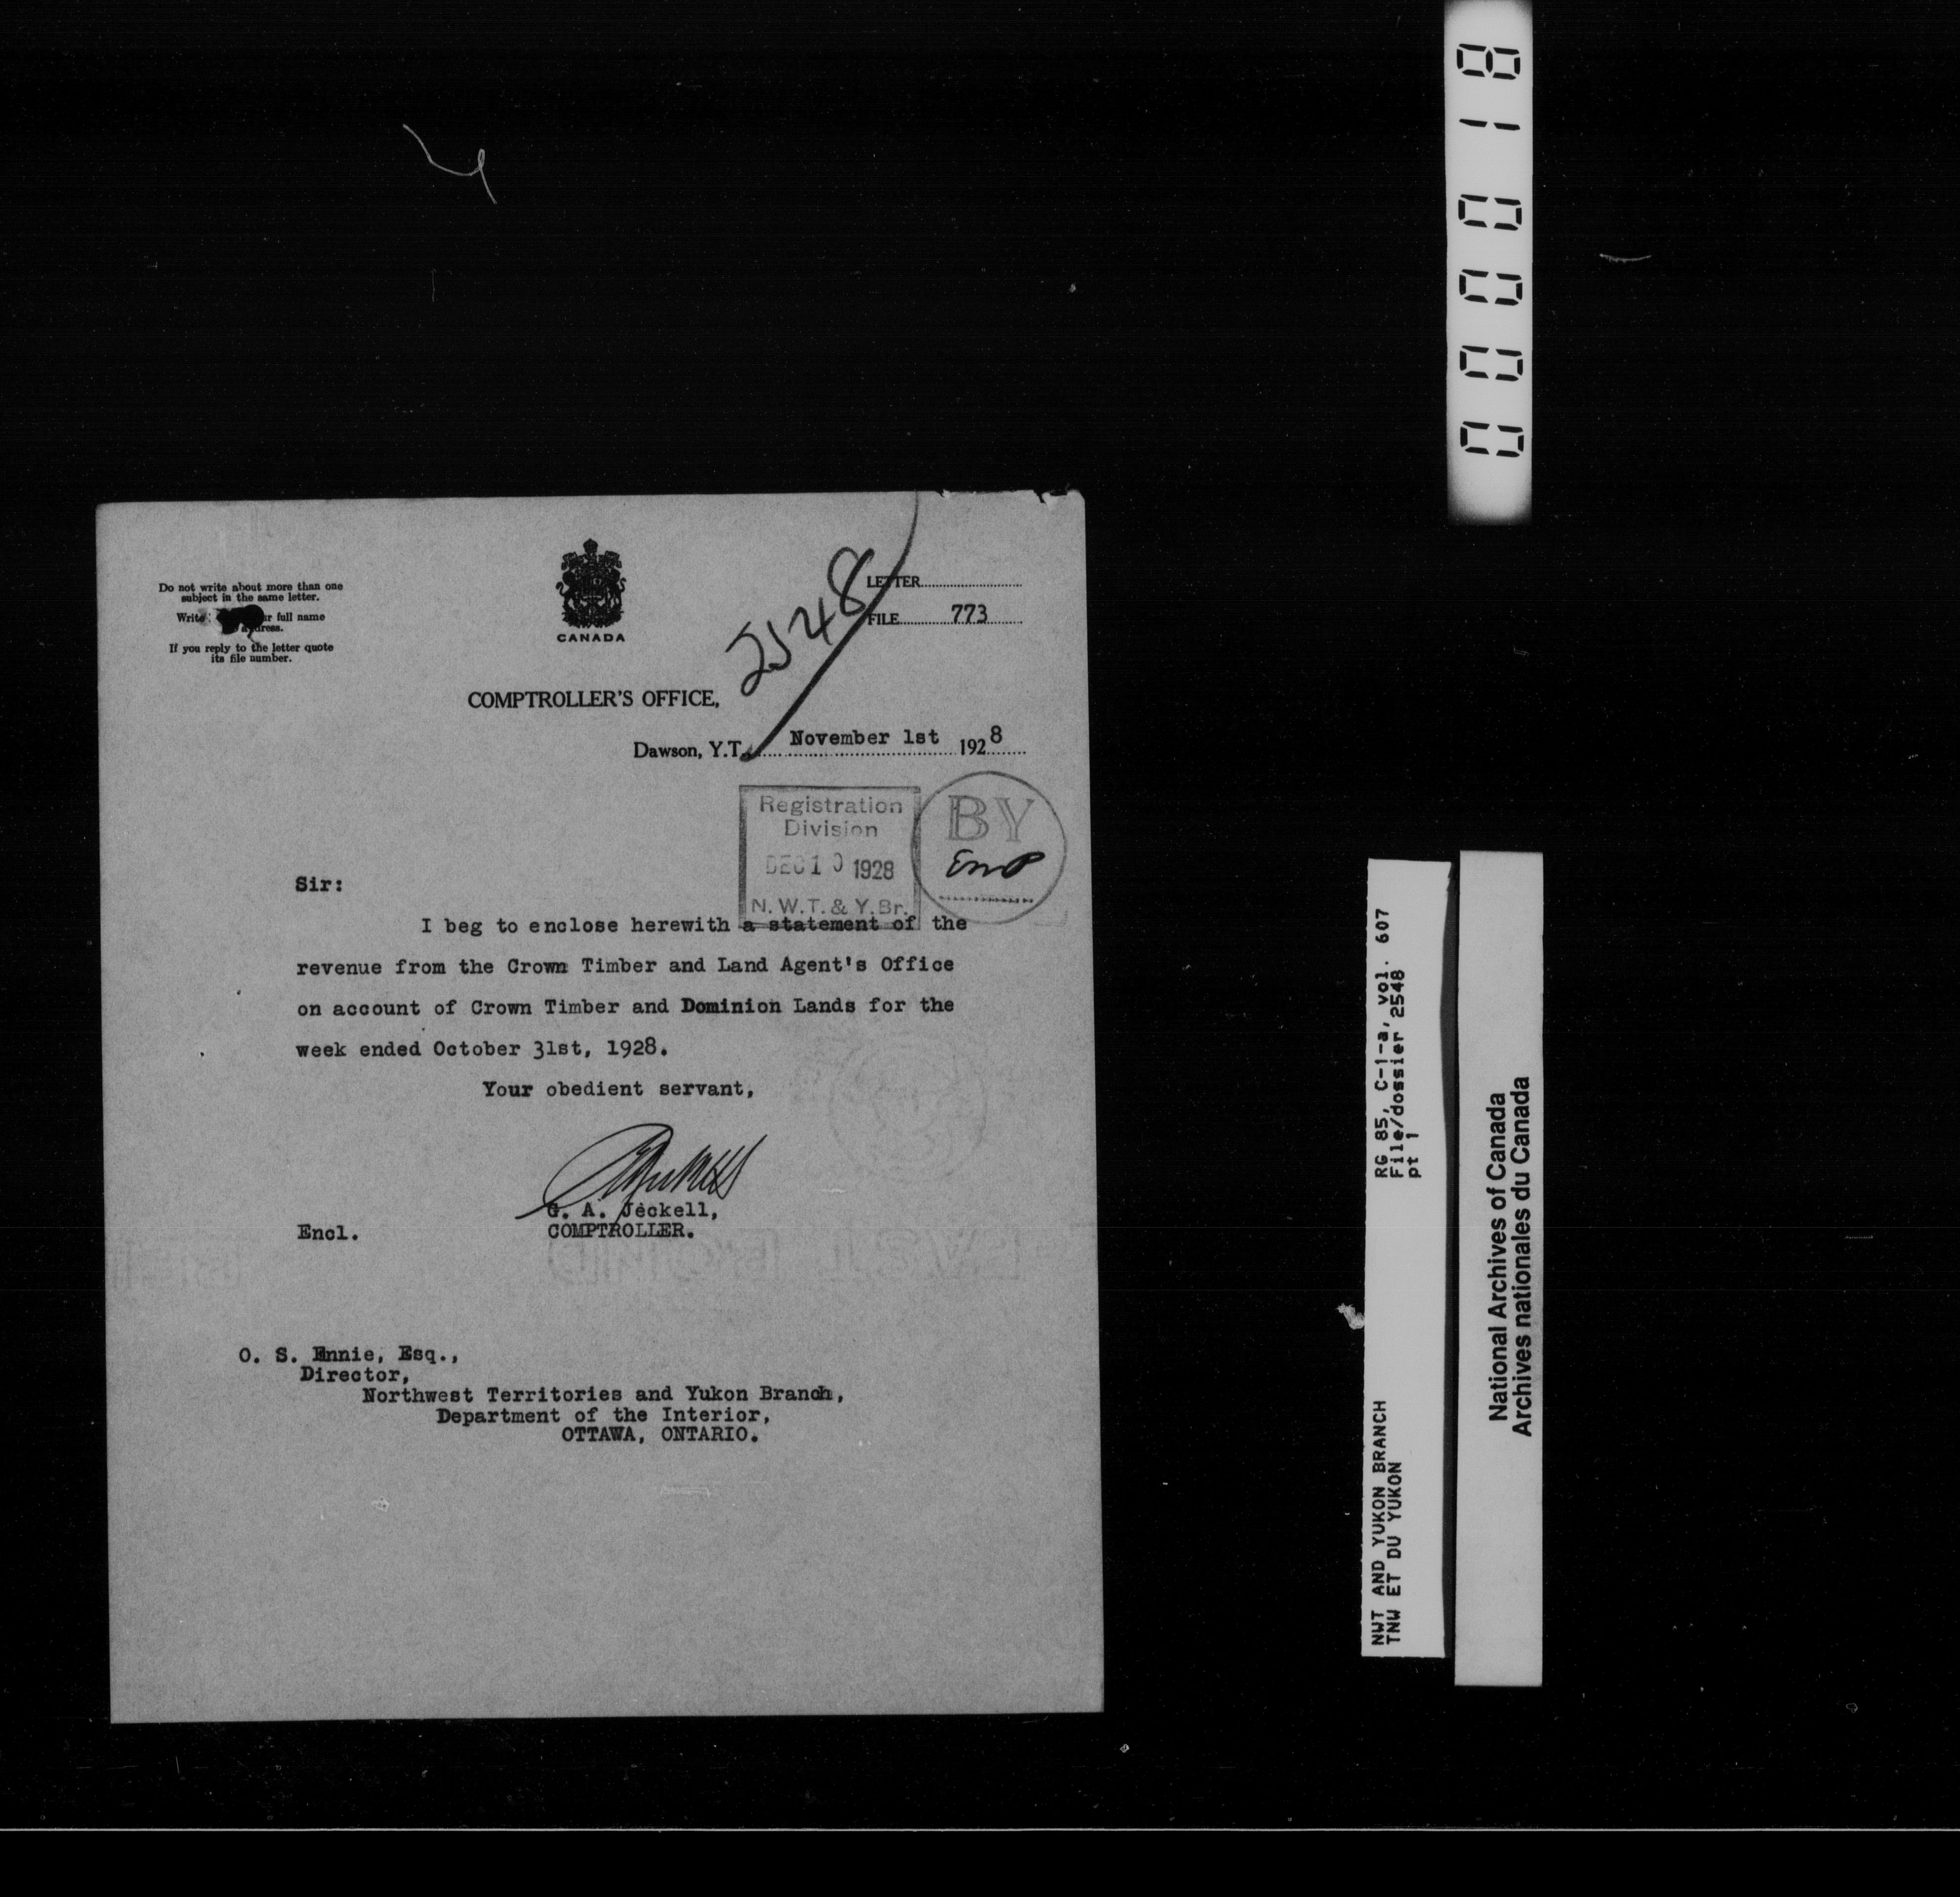 Do not write about more than one
subject in the same letter.
Write r full name
dress.
If you reply to the letter quote
its file number.
CANADA
LETTER
FILE 773
2548
COMPTROLLER'S OFFICE,
Dawson, Y.T. November 1st 1928
Registration
Division
DEC 10 1928
N.W.T. & Y. Br.
BY
Sir:
I beg to enclose herewith a statement of the
revenue from the Crown Timber and Land Agent's Office
on account of Crown Timber and Dominion Lands for the
week ended October 31st, 1928.
Your obedient servant,
G. A. Jeckell,
Encl. COMPTROLLER.
O. S. Ennie, Esq.,
Director,
Northwest Territories and Yukon Branch,
Department of the Interior,
OTTAWA, ONTARIO.
000018
RG 85, C-1-a, vol. 607
File/dossier 2548
pt 1
NWT AND YUKON BRANCH
TNW ET DU YUKON
National Archives of Canada
Archives nationales du Canada